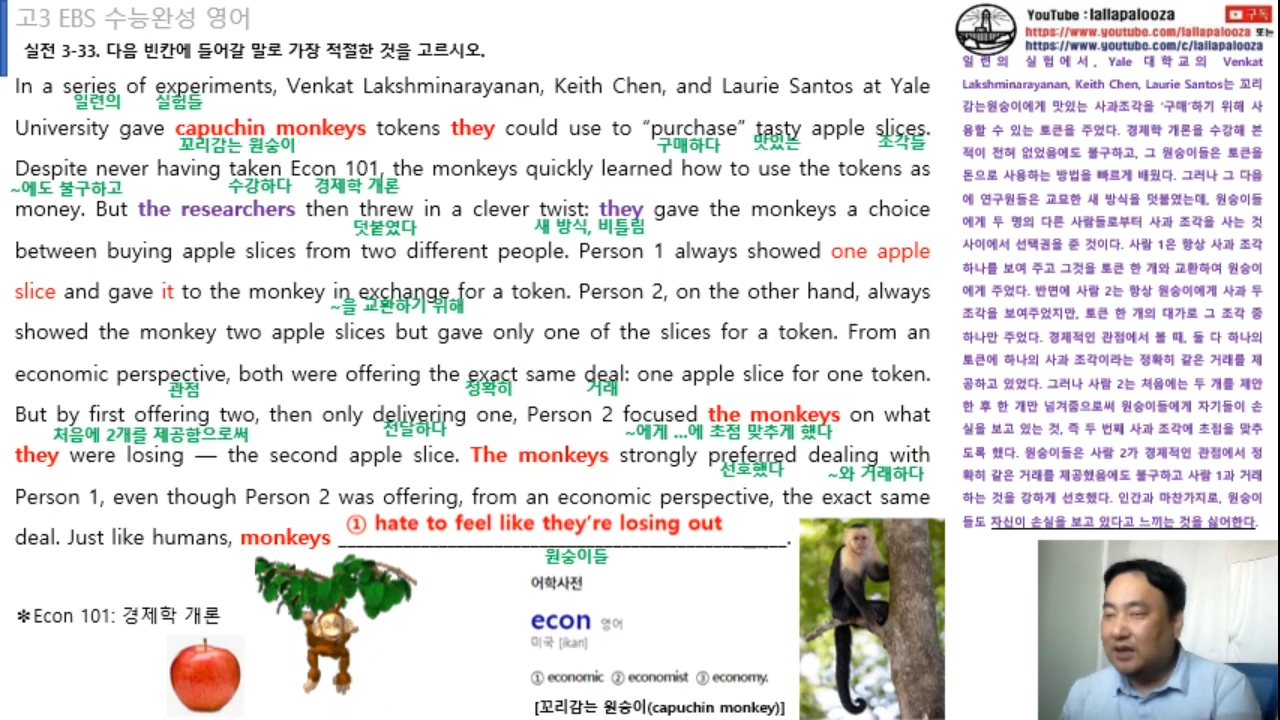 고3 EBS 수능완성 영어
실전 3-33. 다음 빈칸에 들어갈 말로 가장 적절한 것을 고르시오.
In a series of experiments, Venkat Lakshminarayanan, Keith Chen, and Laurie Santos at Yale
일련의 실험들
University gave capuchin monkeys tokens they could use to “purchase” tasty apple slices.
꼬리감는 원숭이 구매하다 맛있는 조각들
Despite never having taken Econ 101, the monkeys quickly learned how to use the tokens as
~에도 불구하고 수강하다 경제학 개론
money. But the researchers then threw in a clever twist: they gave the monkeys a choice
덧붙였다 새 방식, 비틀림
between buying apple slices from two different people. Person 1 always showed one apple
slice and gave it to the monkey in exchange for a token. Person 2, on the other hand, always
~을 교환하기 위해
showed the monkey two apple slices but gave only one of the slices for a token. From an
economic perspective, both were offering the exact same deal: one apple slice for one token.
관점 정확히 거래
But by first offering two, then only delivering one, Person 2 focused the monkeys on what
처음에 2개를 제공함으로써 전달하다 ~에게 ...에 초점 맞추게 했다
they were losing — the second apple slice. The monkeys strongly preferred dealing with
선호했다 ~와 거래하다
Person 1, even though Person 2 was offering, from an economic perspective, the exact same
① hate to feel like they’re losing out
deal. Just like humans, monkeys ______________________________.
원숭이들
＊Econ 101: 경제학 개론
어학사전
econ 영어
미국 [ikan]
① economic ② economist ③ economy.
[꼬리감는 원숭이(capuchin monkey)]
YouTube : lallapalooza
구독
https://www.youtube.com/lallapalooza 또는
https://www.youtube.com/c/lallapalooza
일련의 실험에서, Yale 대학교의 Venkat
Lakshminarayanan, Keith Chen, Laurie Santos는 꼬리
감는원숭이에게 맛있는 사과조각을 '구매'하기 위해 사
용할 수 있는 토큰을 주었다. 경제학 개론을 수강해 본
적이 전혀 없었음에도 불구하고, 그 원숭이들은 토큰을
돈으로 사용하는 방법을 빠르게 배웠다. 그러나 그 다음
에 연구원들은 교묘한 새 방식을 덧붙였는데, 원숭이들
에게 두 명의 다른 사람들로부터 사과 조각을 사는 것
사이에서 선택권을 준 것이다. 사람 1은 항상 사과 조각
하나를 보여 주고 그것을 토큰 한 개와 교환하여 원숭이
에게 주었다. 반면에 사람 2는 항상 원숭이에게 사과 두
조각을 보여주었지만, 토큰 한 개의 대가로 그 조각 중
하나만 주었다. 경제적인 관점에서 볼 때, 둘 다 하나의
토큰에 하나의 사과 조각이라는 정확히 같은 거래를 제
공하고 있었다. 그러나 사람 2는 처음에는 두 개를 제안
한 후 한 개만 넘겨줌으로써 원숭이들에게 자기들이 손
실을 보고 있는 것, 즉 두 번째 사과 조각에 초점을 맞추
도록 했다. 원숭이들은 사람 2가 경제적인 관점에서 정
확히 같은 거래를 제공했음에도 불구하고 사람 1과 거래
하는 것을 강하게 선호했다. 인간과 마찬가지로, 원숭이
들도 자신이 손실을 보고 있다고 느끼는 것을 싫어한다.